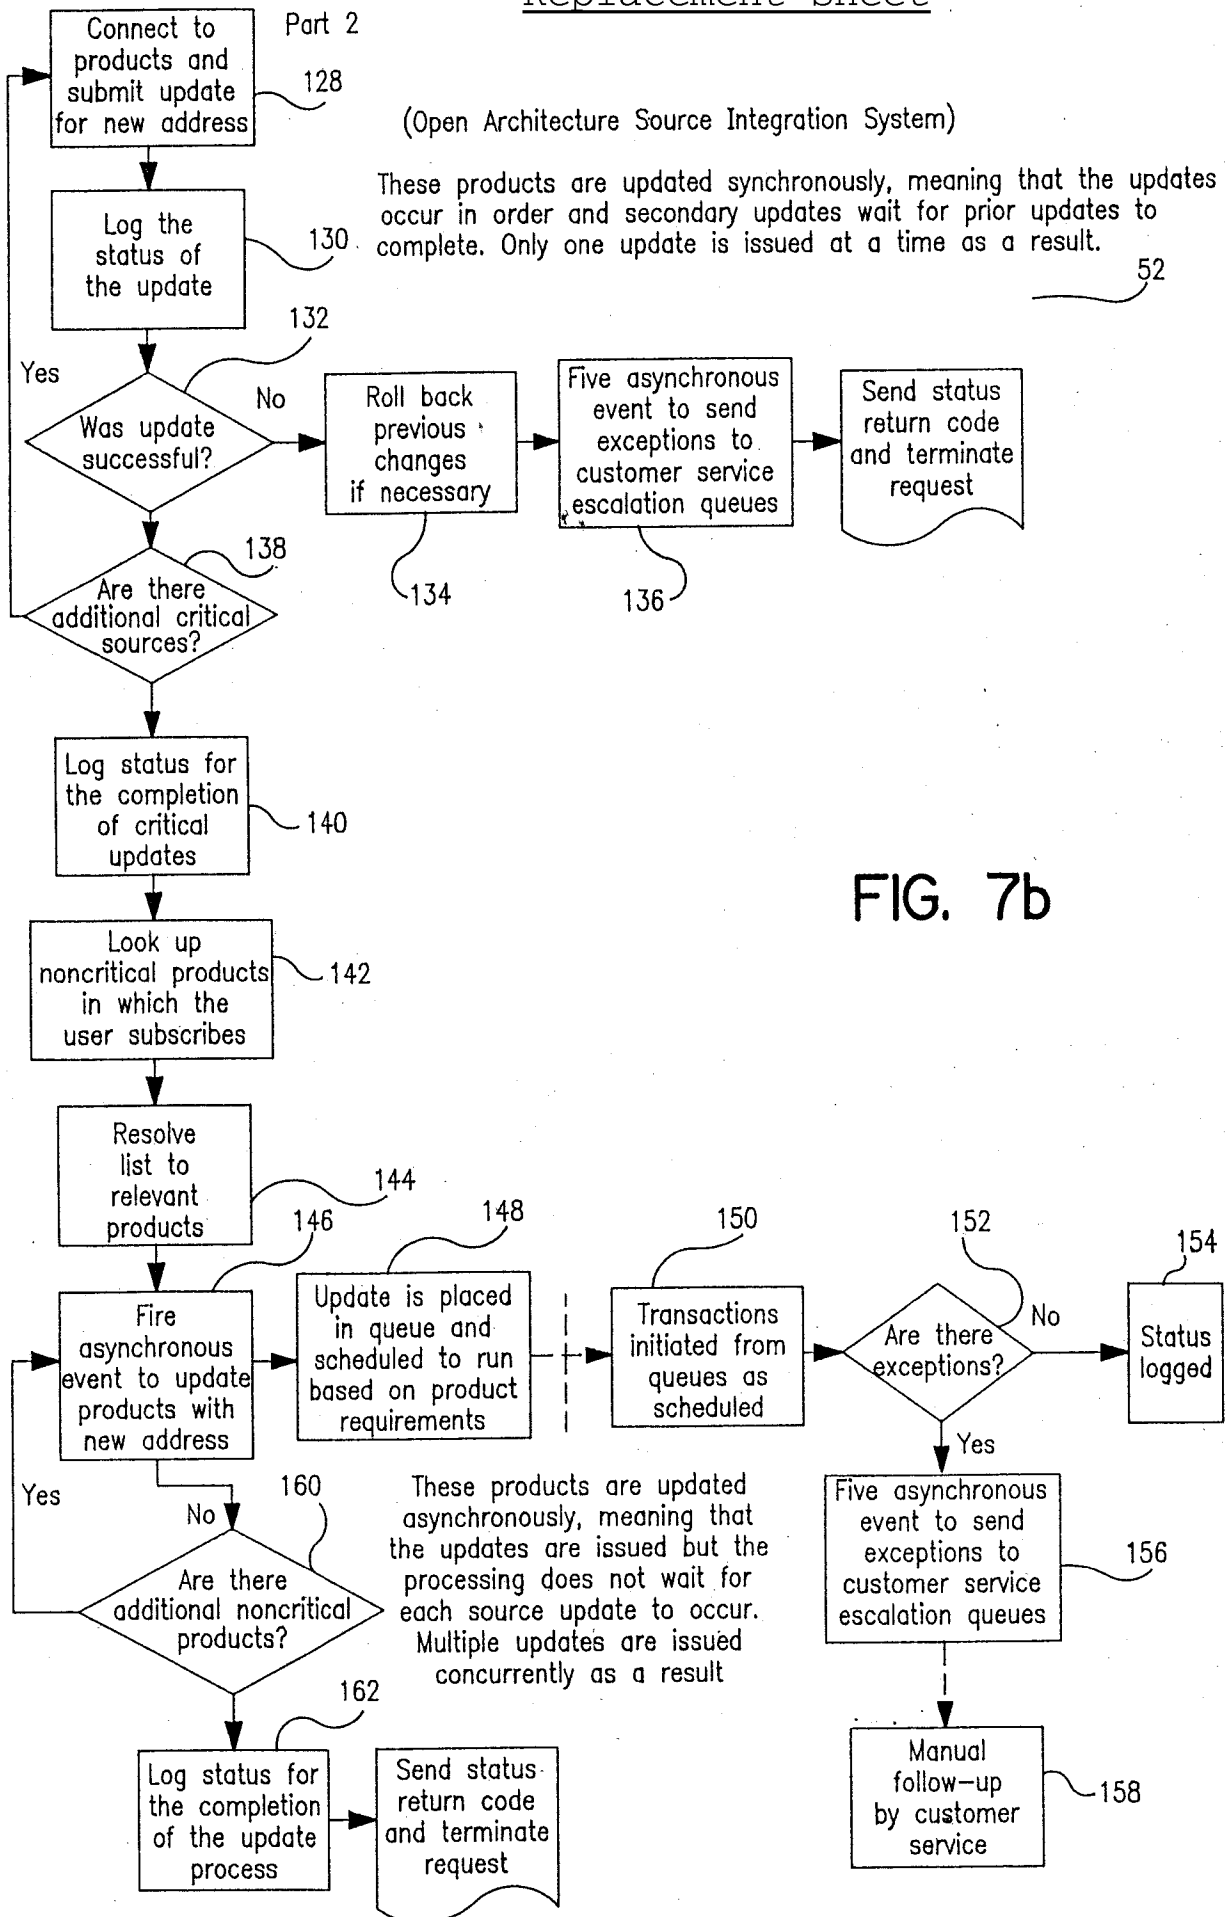 Replacement Sheet
Part 2
Connect to
products and
submit update
for new address
128
(Open Architecture Source Integration System)
These products are updated synchronously, meaning that the updates
occur in order and secondary updates wait for prior updates to
complete. Only one update is issued at a time as a result.
52
Log the
status of
the update
130
132
Yes
Was update
successful?
No
Roll back
previous
changes
if necessary
134
Five asynchronous
event to send
exceptions to
customer service
escalation queues
136
Send status
return code
and terminate
request
138
Are there
additional critical
sources?
Log status for
the completion
of critical
updates
140
FIG. 7b
Look up
noncritical products
in which the
user subscribes
142
Resolve
list to
relevant
products
144
146
Fire
asynchronous
event to update
products with
new address
148
Update is placed
in queue and
scheduled to run
based on product
requirements
150
Transactions
initiated from
queues as
scheduled
152
Are there
exceptions?
No
154
Status
logged
Yes
Five asynchronous
event to send
exceptions to
customer service
escalation queues
156
Manual
follow-up
by customer
service
158
Yes
No
160
Are there
additional noncritical
products?
These products are updated
asynchronously, meaning that
the updates are issued but the
processing does not wait for
each source update to occur.
Multiple updates are issued
concurrently as a result
162
Log status for
the completion
of the update
process
Send status
return code
and terminate
request